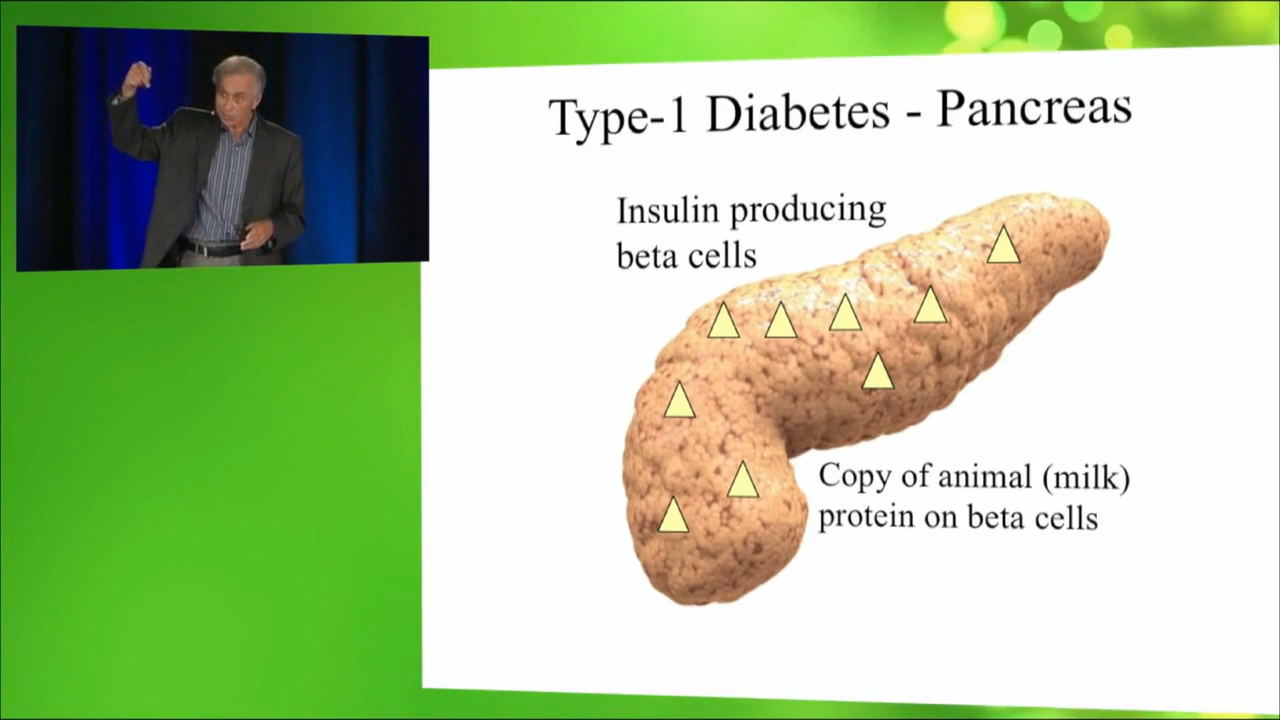 Type-1 Diabetes - Pancreas
Insulin producing
beta cells
Copy of animal (milk)
protein on beta cells